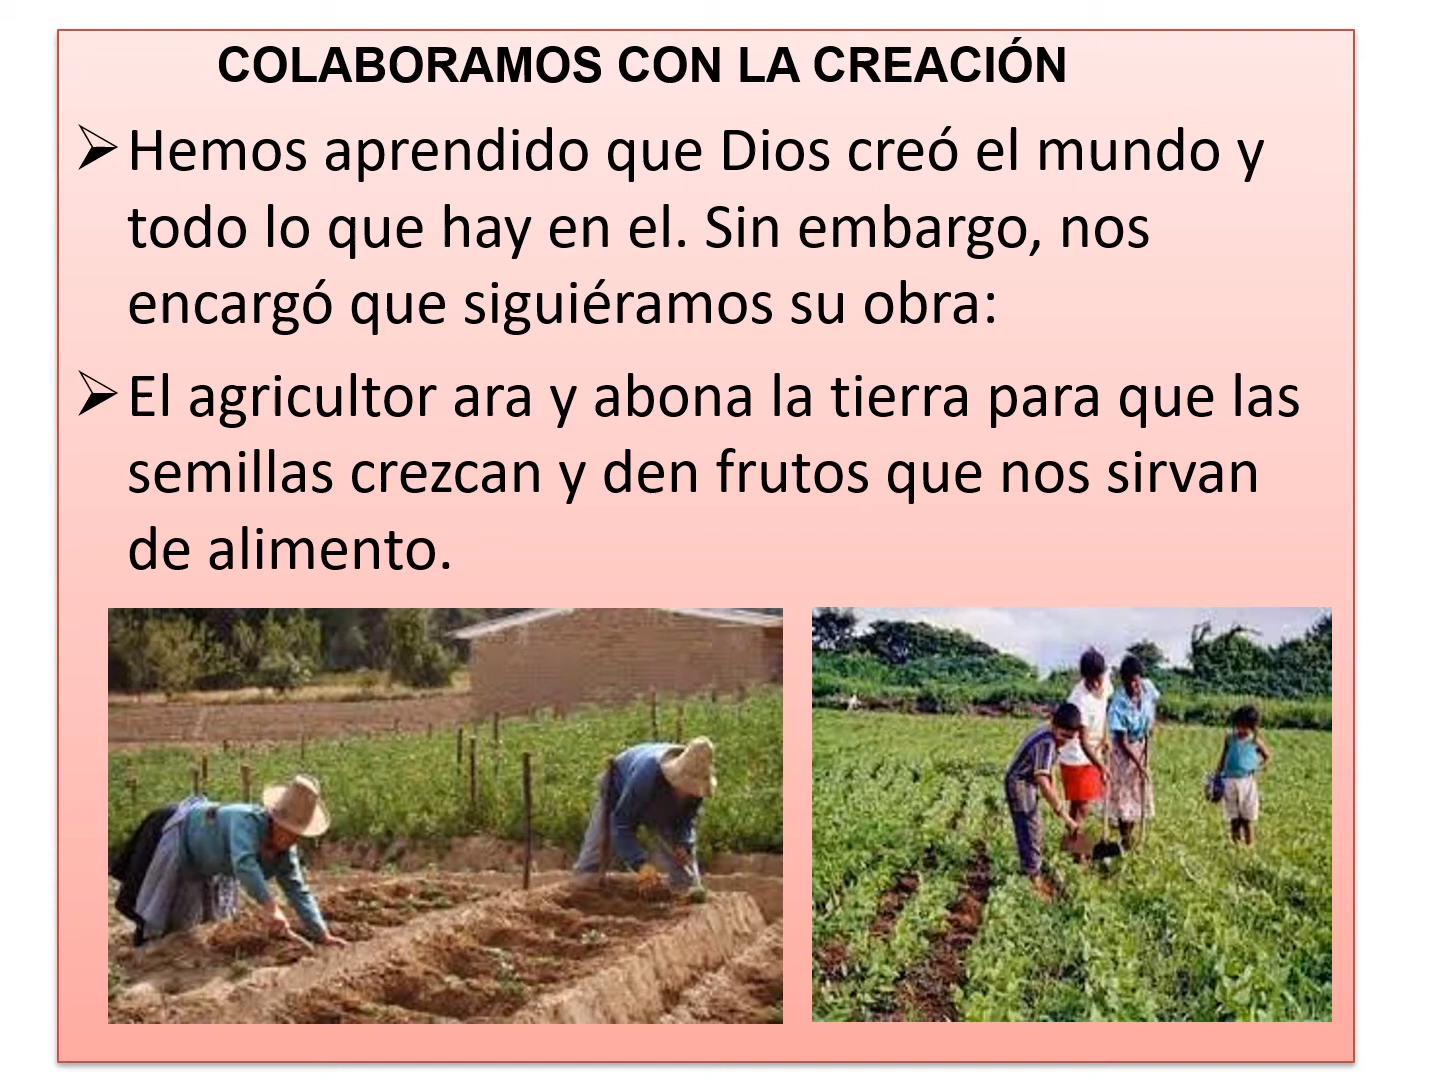 COLABORAMOS CON LA CREACIÓN
Hemos aprendido que Dios creó el mundo y
todo lo que hay en el. Sin embargo, nos
encargó que siguiéramos su obra:
El agricultor ara y abona la tierra para que las
semillas crezcan y den frutos que nos sirvan
de alimento.